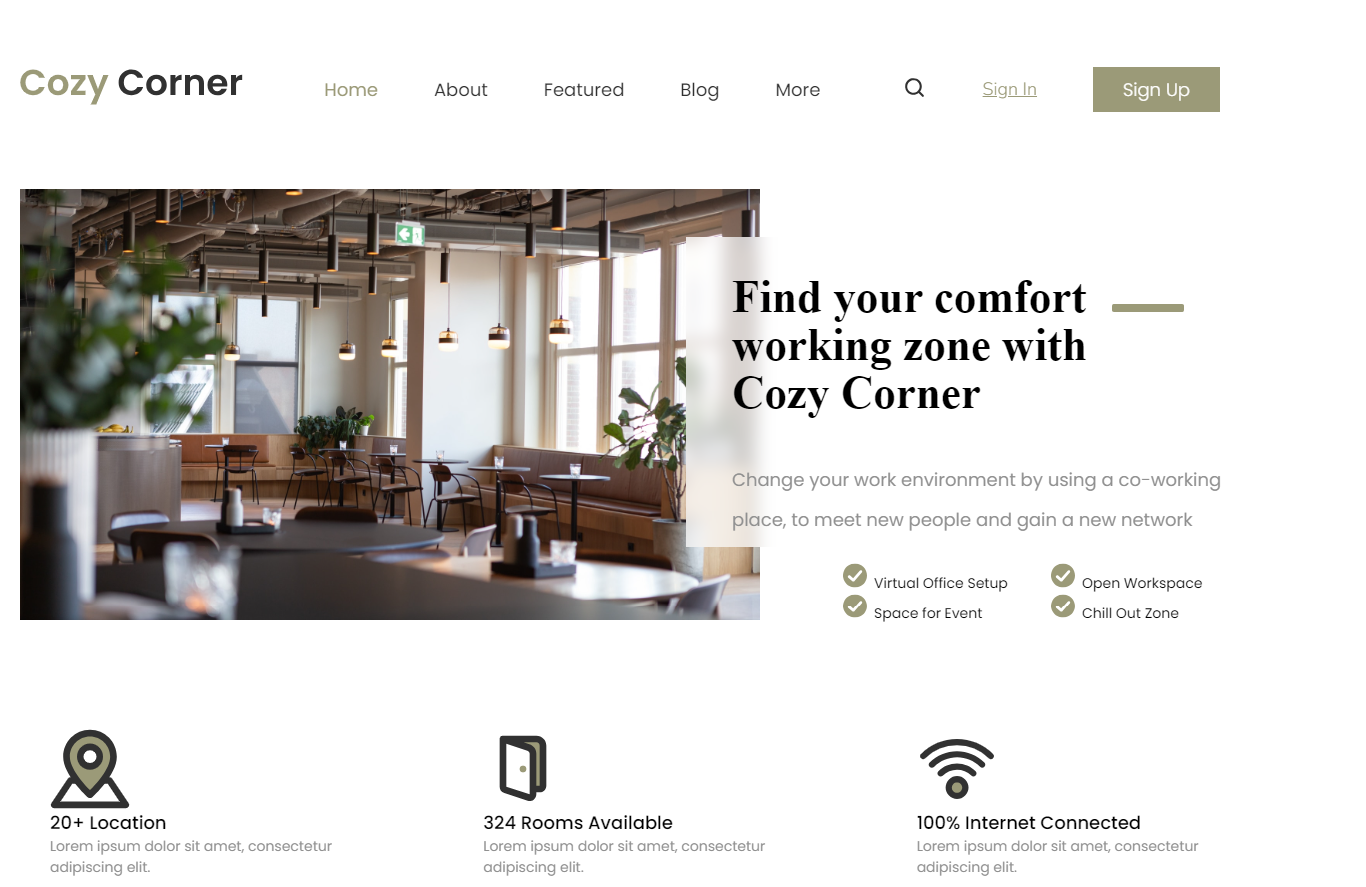 Cozy Corner
Home About Featured Blog More Sign In Sign Up
Find your comfort
working zone with
Cozy Corner
Change your work environment by using a co-working
place, to meet new people and gain a new network
Virtual Office Setup
Open Workspace
Space for Event
Chill Out Zone
20+ Location
Lorem ipsum dolor sit amet, consectetur
adipiscing elit.
324 Rooms Available
Lorem ipsum dolor sit amet, consectetur
adipiscing elit.
100% Internet Connected
Lorem ipsum dolor sit amet, consectetur
adipiscing elit.